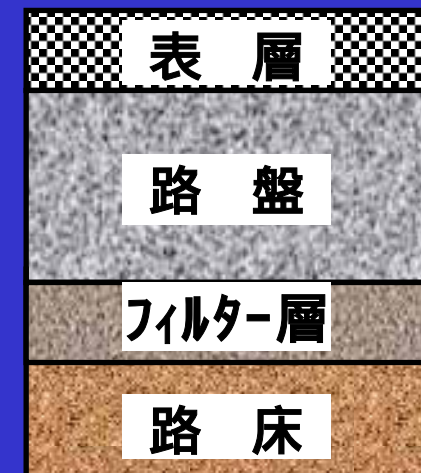 表　層
路　盤
フィルター層
路　床